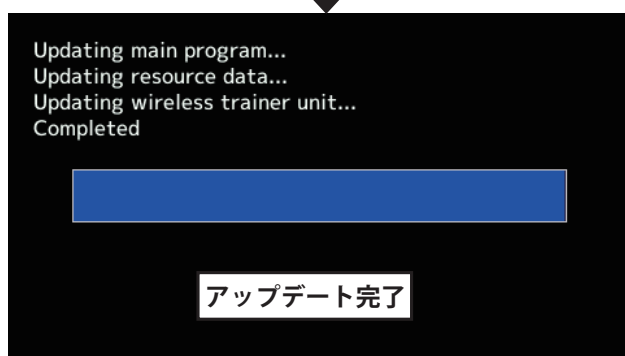 Updating main program...
Updating resource data...
Updating wireless trainer unit...
Completed
アップデート完了